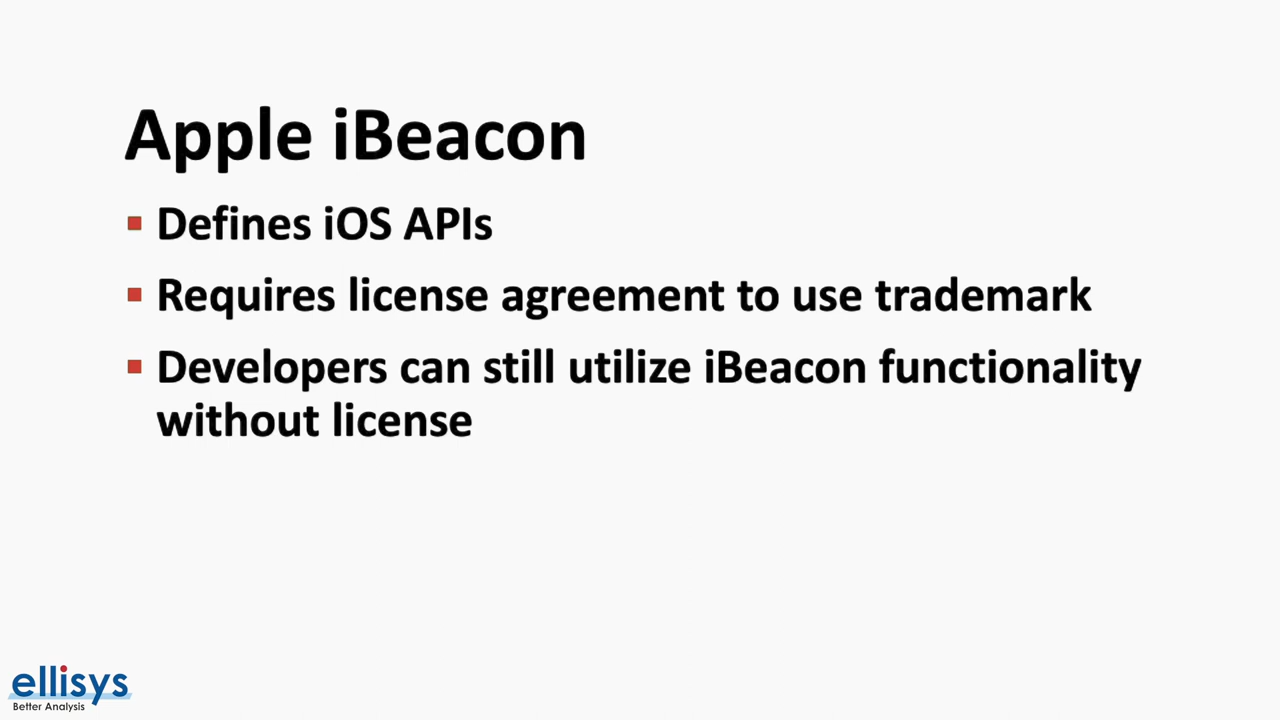 Apple iBeacon
Defines iOS APIs
Requires license agreement to use trademark
Developers can still utilize iBeacon functionality
without license
ellisys
Better Analysis